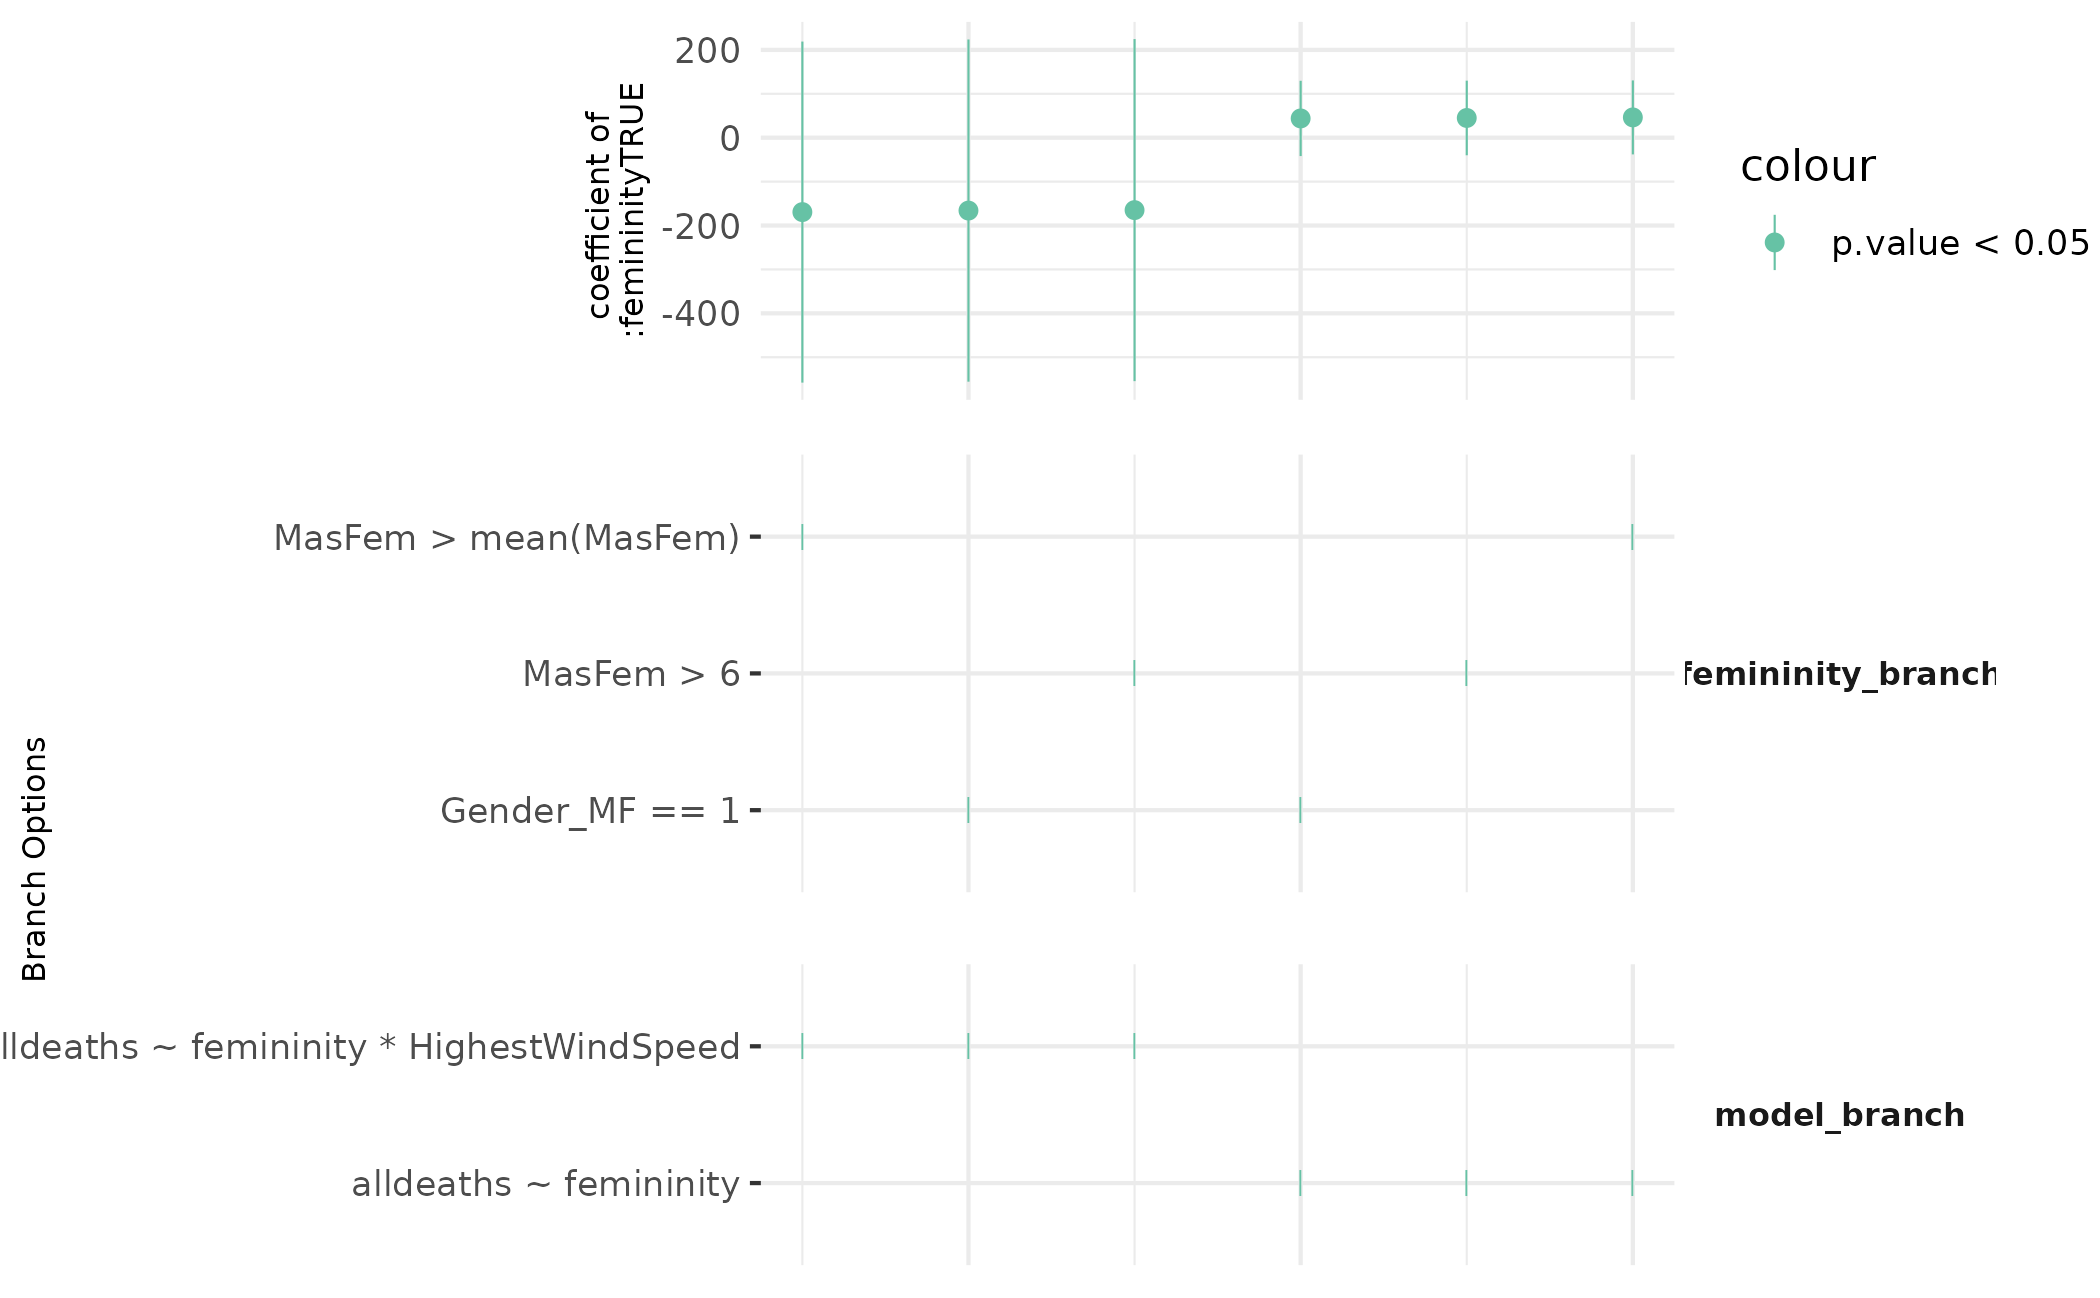 coefficient of
:femininityTRUE
200
0
-200
-400
colour
p.value < 0.05
Branch Options
MasFem > mean(MasFem)
MasFem > 6
Gender_MF == 1
femininity_branch
lldeaths ~ femininity * HighestWindSpeed
alldeaths ~ femininity
model_branch